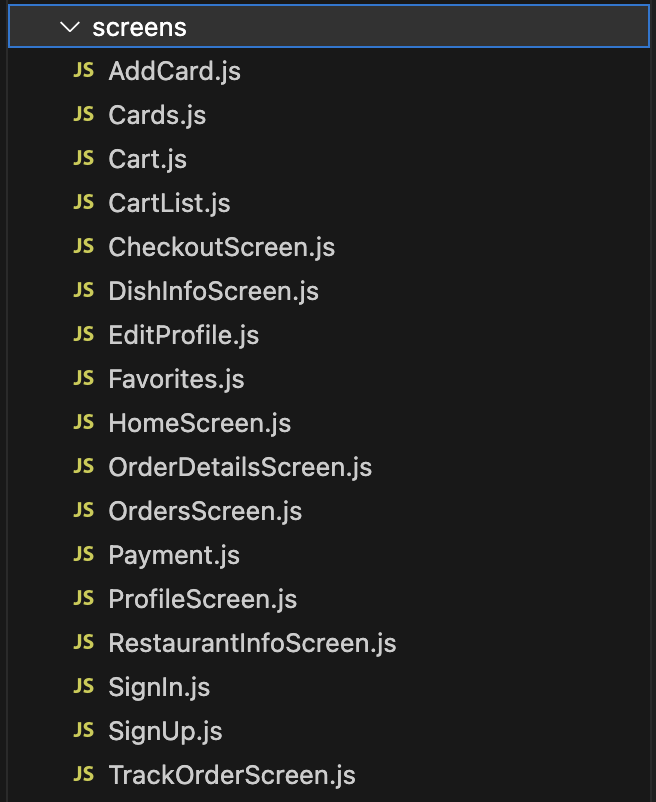 screens
JS AddCard.js
JS Cards.js
JS Cart.js
JS CartList.js
JS CheckoutScreen.js
JS DishInfoScreen.js
JS EditProfile.js
JS Favorites.js
JS HomeScreen.js
JS OrderDetailsScreen.js
JS OrdersScreen.js
JS Payment.js
JS ProfileScreen.js
JS RestaurantInfoScreen.js
JS SignIn.js
JS SignUp.js
JS TrackOrderScreen.js